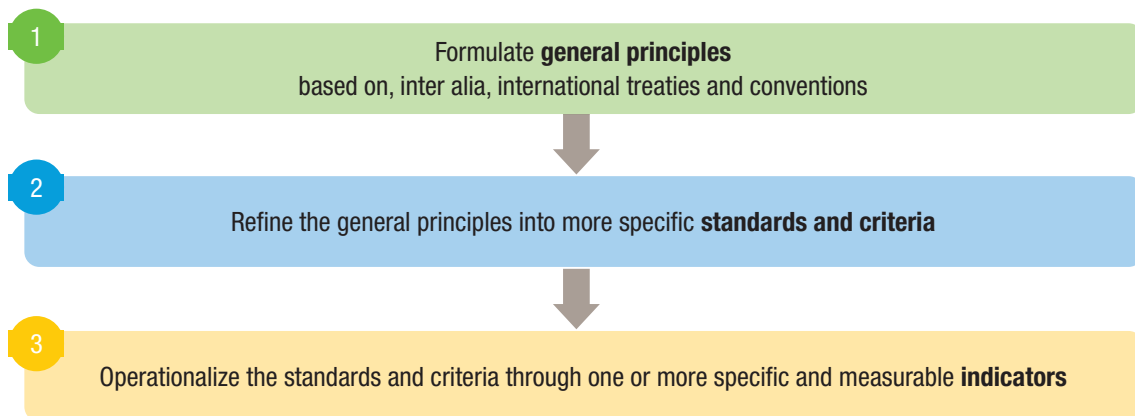 1
Formulate general principles
based on, inter alia, international treaties and conventions
2
Refine the general principles into more specific standards and criteria
3
Operationalize the standards and criteria through one or more specific and measurable indicators